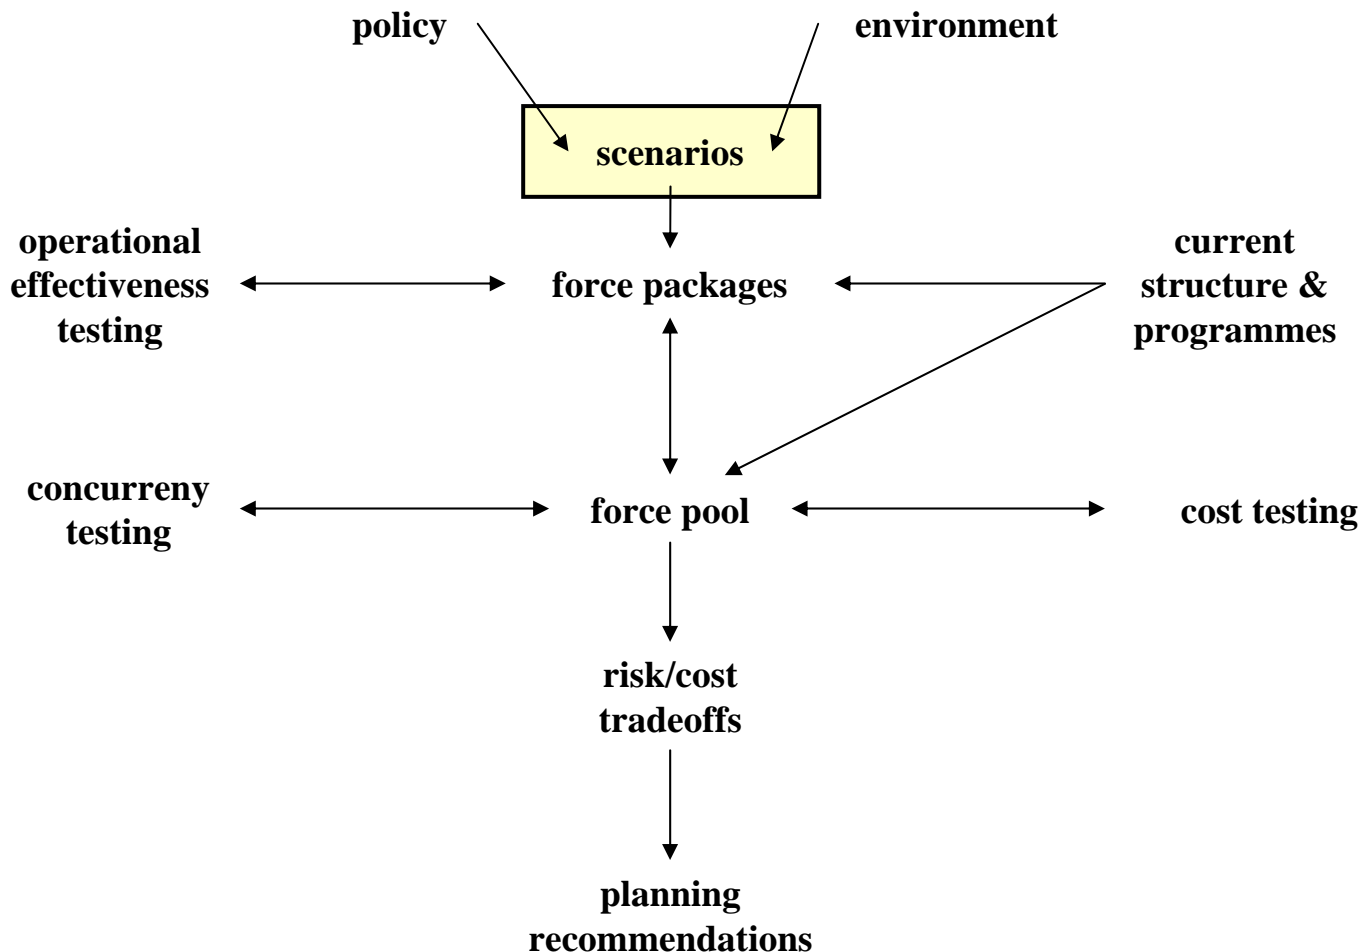 policy
environment
scenarios
operational
effectiveness
testing
force packages
current
structure &
programmes
concurreny
testing
force pool
cost testing
risk/cost
tradeoffs
planning
recommendations